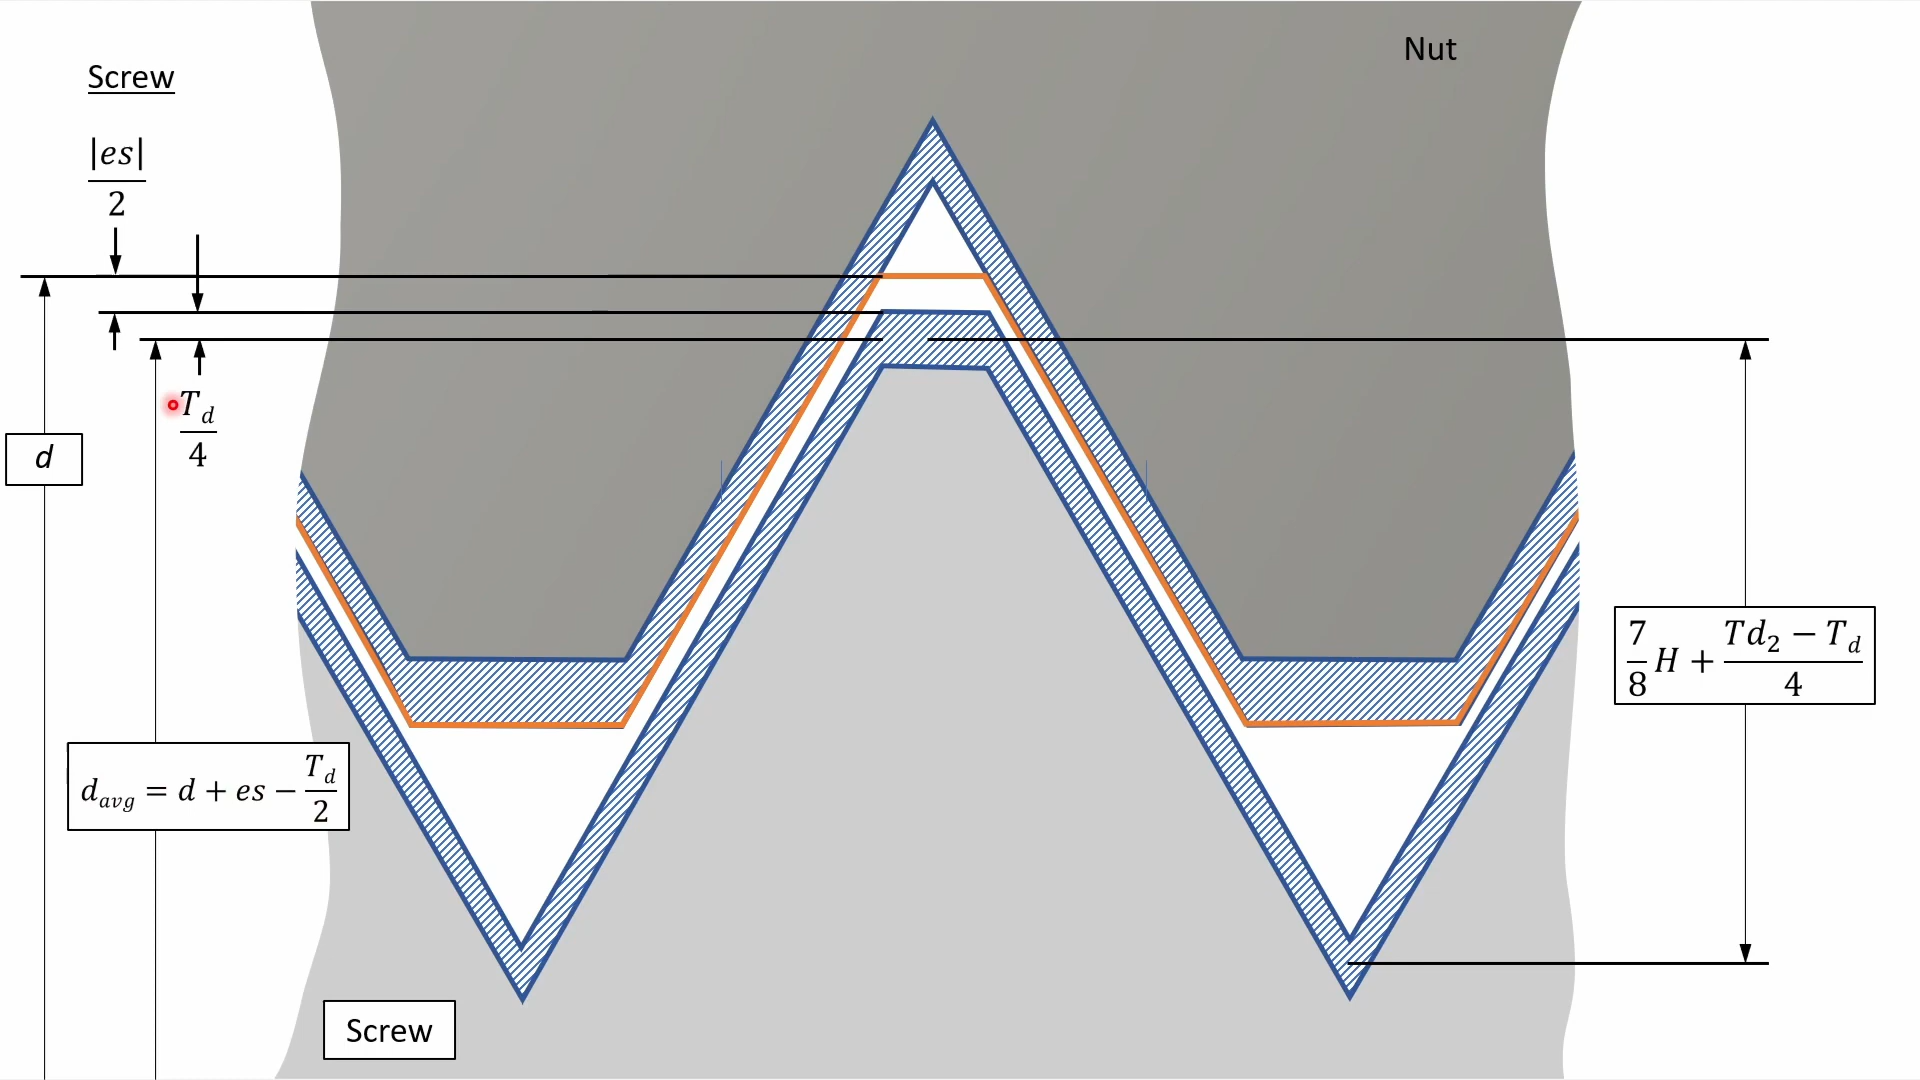 Nut
Screw
|es|
2
T_d
4
d
7/8 H + (Td_2 − T_d)/4
d_avg = d + es − T_d/2
Screw